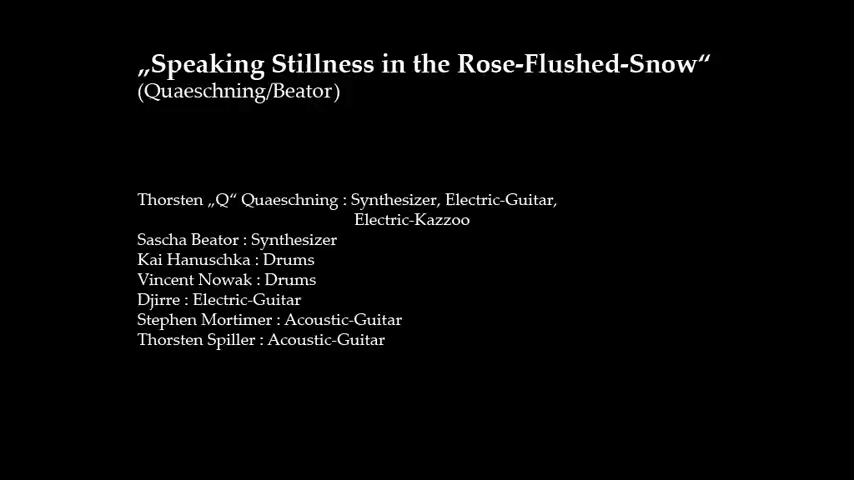 „Speaking Stillness in the Rose-Flushed-Snow“
(Quaeschning/Beator)
Thorsten „Q“ Quaeschning : Synthesizer, Electric-Guitar,
Electric-Kazzoo
Sascha Beator : Synthesizer
Kai Hanuschka : Drums
Vincent Nowak : Drums
Djirre : Electric-Guitar
Stephen Mortimer : Acoustic-Guitar
Thorsten Spiller : Acoustic-Guitar